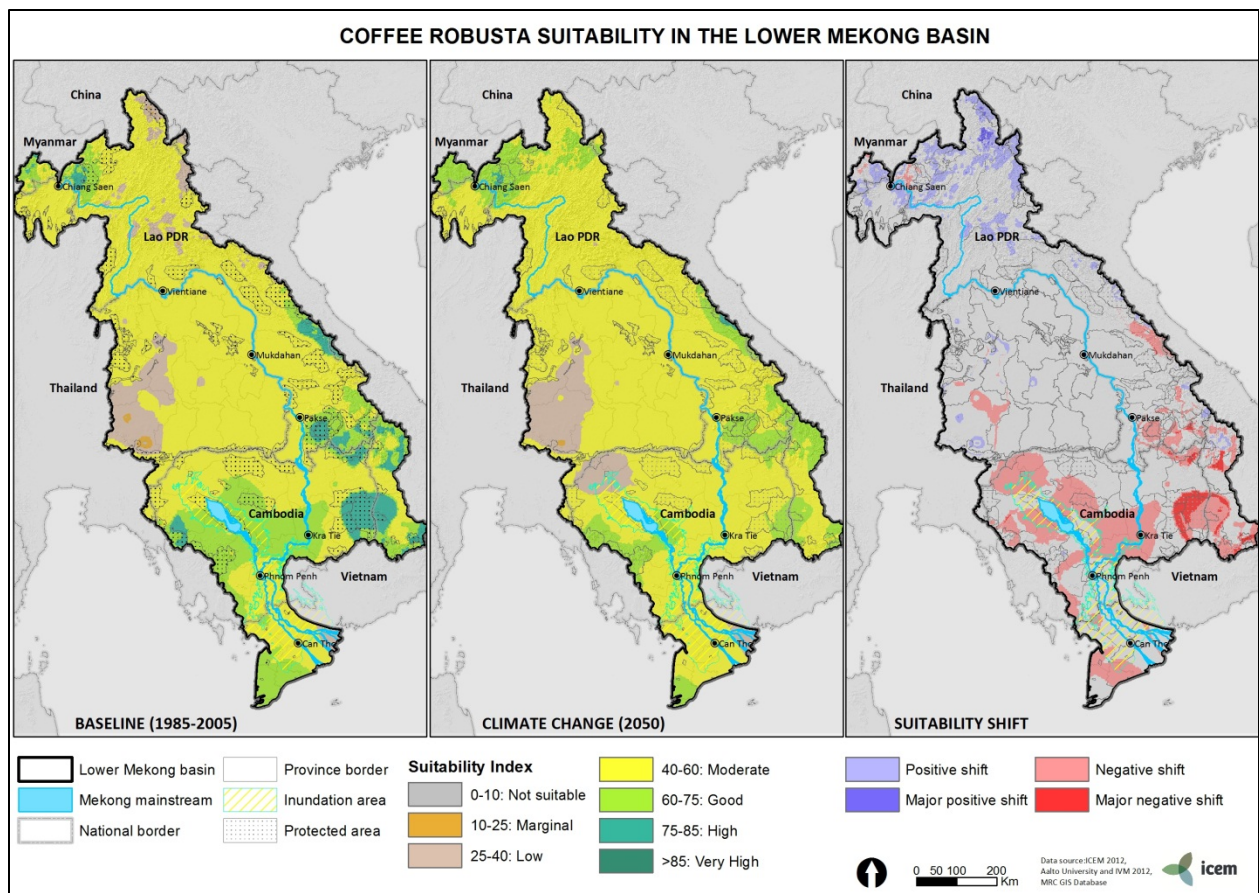 COFFEE ROBUSTA SUITABILITY IN THE LOWER MEKONG BASIN
China
Myanmar
Chiang Saen
Lao PDR
Vientiane
Mukdahan
Thailand
Pakse
Cambodia
Kra Tie
Phnom Penh
Vietnam
Can Tho
BASELINE (1985-2005)
China
Myanmar
Chiang Saen
Lao PDR
Vientiane
Mukdahan
Thailand
Pakse
Cambodia
Kra Tie
Phnom Penh
Vietnam
Can Tho
CLIMATE CHANGE (2050)
China
Myanmar
Chiang Saen
Lao PDR
Vientiane
Mukdahan
Thailand
Pakse
Cambodia
Kra Tie
Phnom Penh
Vietnam
Can Tho
SUITABILITY SHIFT
Lower Mekong basin
Mekong mainstream
National border
Province border
Inundation area
Protected area
Suitability Index
0-10: Not suitable
10-25: Marginal
25-40: Low
40-60: Moderate
60-75: Good
75-85: High
>85: Very High
Positive shift
Major positive shift
Negative shift
Major negative shift
0 50 100 200
Km
Data source:ICEM 2012,
Aalto University and IVM 2012,
MRC GIS Database
icem